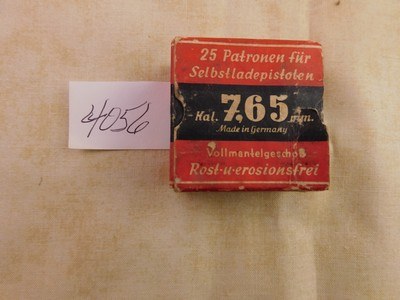 4056
25 Patronen für
Selbstladepistolen
Kal. 7,65 mm.
Made in Germany
Vollmantelgeschoß
Rost-u-erosionsfrei